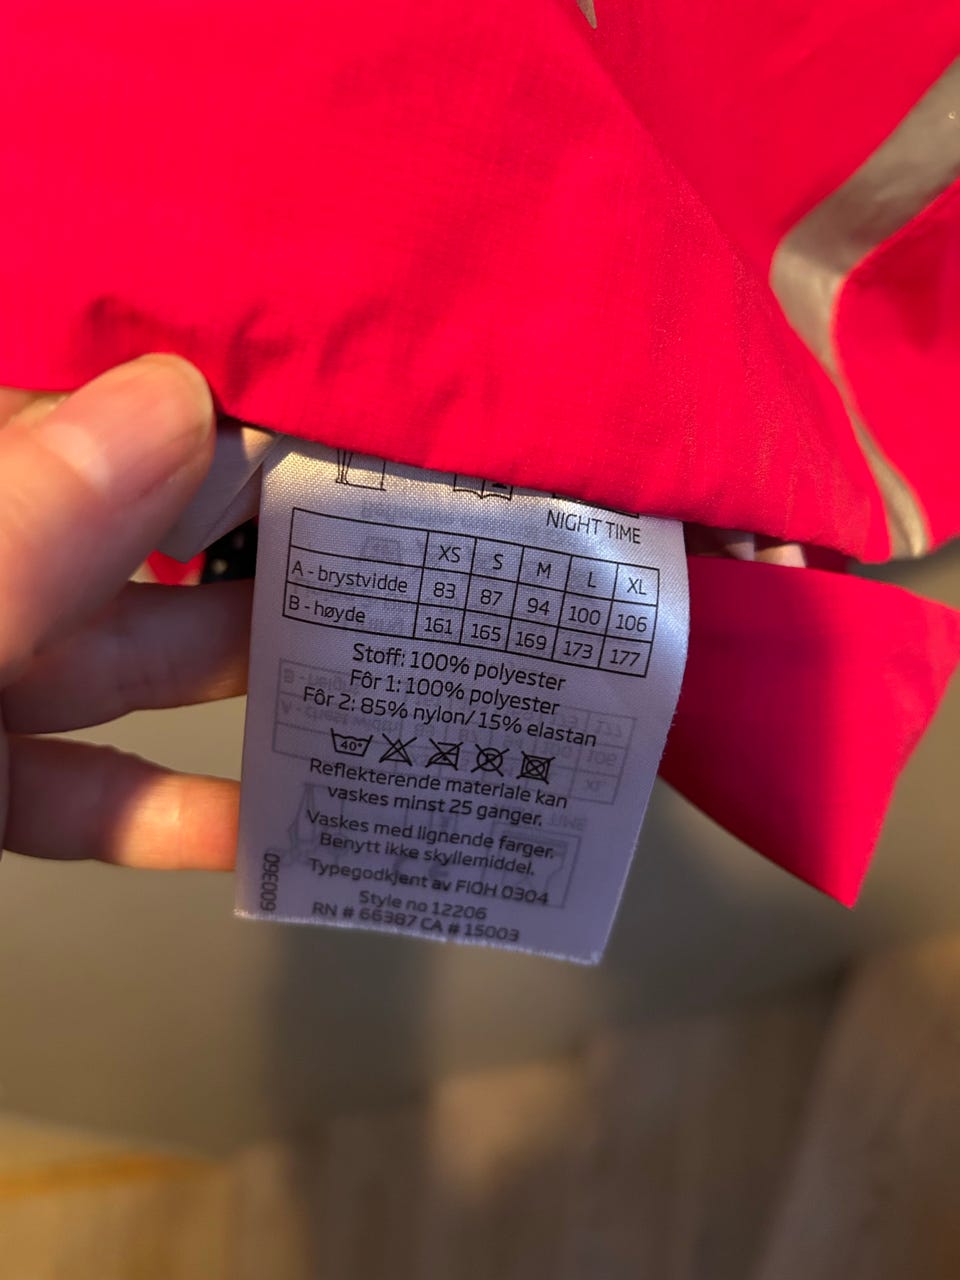 NIGHT TIME
XS S M L XL
A - brystvidde 83 87 94 100 106
B - høyde 161 165 169 173 177
Stoff: 100% polyester
Fôr 1: 100% polyester
Fôr 2: 85% nylon/ 15% elastan
40°
Reflekterende materiale kan
vaskes minst 25 ganger.
Vaskes med lignende farger.
Benytt ikke skyllemiddel.
Typegodkjent av FIOH 0304
Style no 12206
RN # 66387 CA # 15003
600360